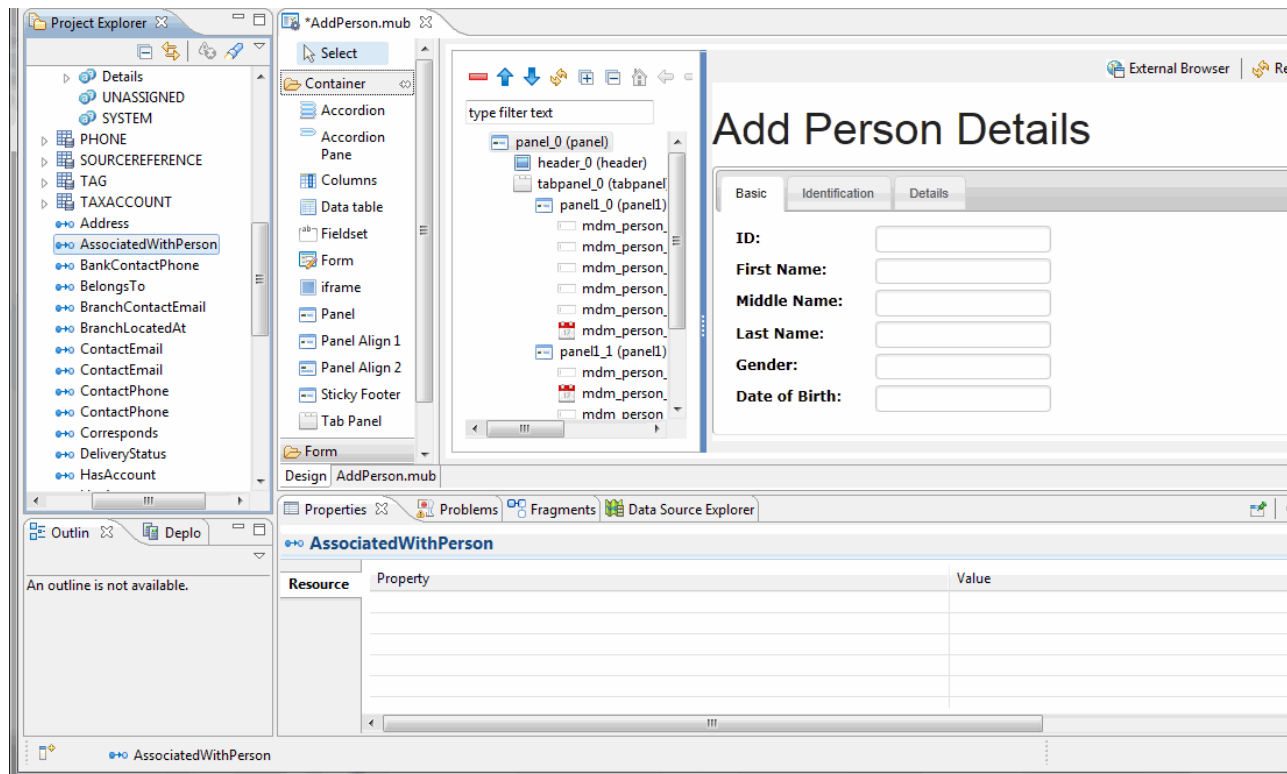 Project Explorer
Details
UNASSIGNED
SYSTEM
PHONE
SOURCEREFERENCE
TAG
TAXACCOUNT
Address
AssociatedWithPerson
BankContactPhone
BelongsTo
BranchContactEmail
BranchLocatedAt
ContactEmail
ContactEmail
ContactPhone
ContactPhone
Corresponds
DeliveryStatus
HasAccount
Outlin
Deplo
An outline is not available.
*AddPerson.mub
Select
Container
Accordion
Accordion
Pane
Columns
Data table
Fieldset
Form
iframe
Panel
Panel Align 1
Panel Align 2
Sticky Footer
Tab Panel
Form
Design AddPerson.mub
type filter text
panel_0 (panel)
header_0 (header)
tabpanel_0 (tabpanel)
panel1_0 (panel1)
mdm_person_
mdm_person_
mdm_person_
mdm_person_
mdm_person_
mdm_person_
panel1_1 (panel1)
mdm_person_
mdm_person_
mdm_person
External Browser
Re
Add Person Details
Basic Identification Details
ID:
First Name:
Middle Name:
Last Name:
Gender:
Date of Birth:
Properties Problems Fragments Data Source Explorer
AssociatedWithPerson
Resource
Property Value
AssociatedWithPerson